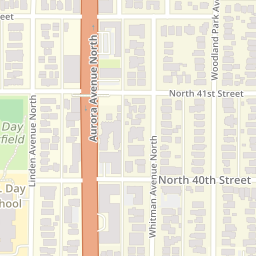 Woodland Park Av
North 41st Street
Aurora Avenue North
Linden Avenue North
Day
field
Whitman Avenue North
North 40th Street
. Day
chool